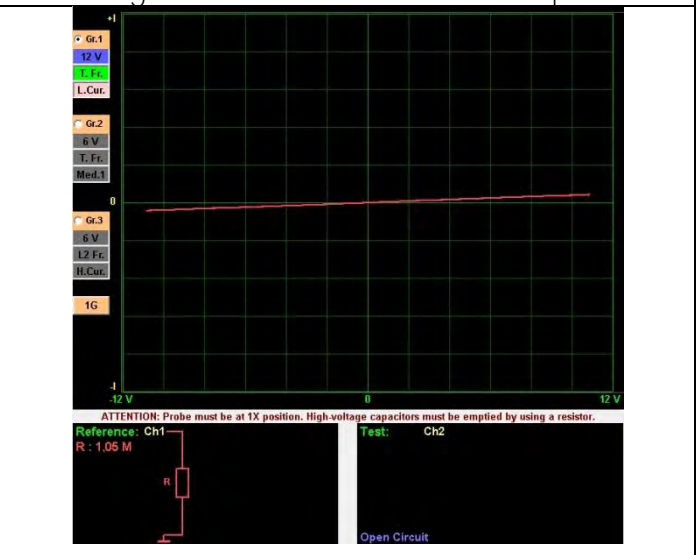 +I
Gr.1
12 V
T. Fr.
L.Cur.
Gr.2
6 V
T. Fr.
Med.1
0
Gr.3
6 V
L2 Fr.
H.Cur.
1G
-I
-12 V
0
12 V
ATTENTION: Probe must be at 1X position. High-voltage capacitors must be emptied by using a resistor.
Reference: Ch1
R : 1,05 M
R
Test: Ch2
Open Circuit